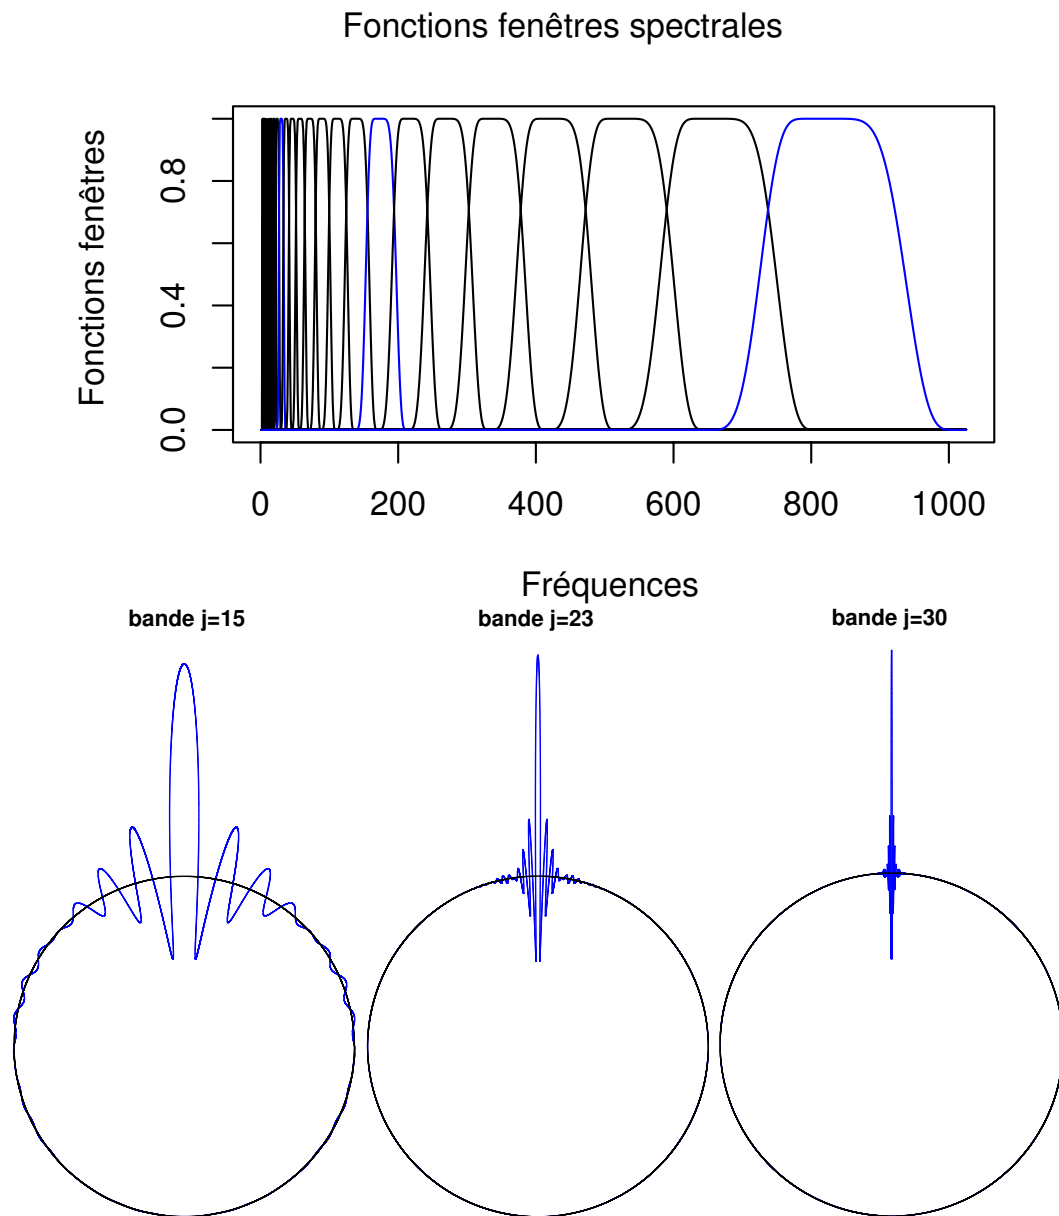 Fonctions fenêtres spectrales
Fonctions fenêtres
0.8
0.4
0.0
0 200 400 600 800 1000
Fréquences
bande j=15 bande j=23 bande j=30